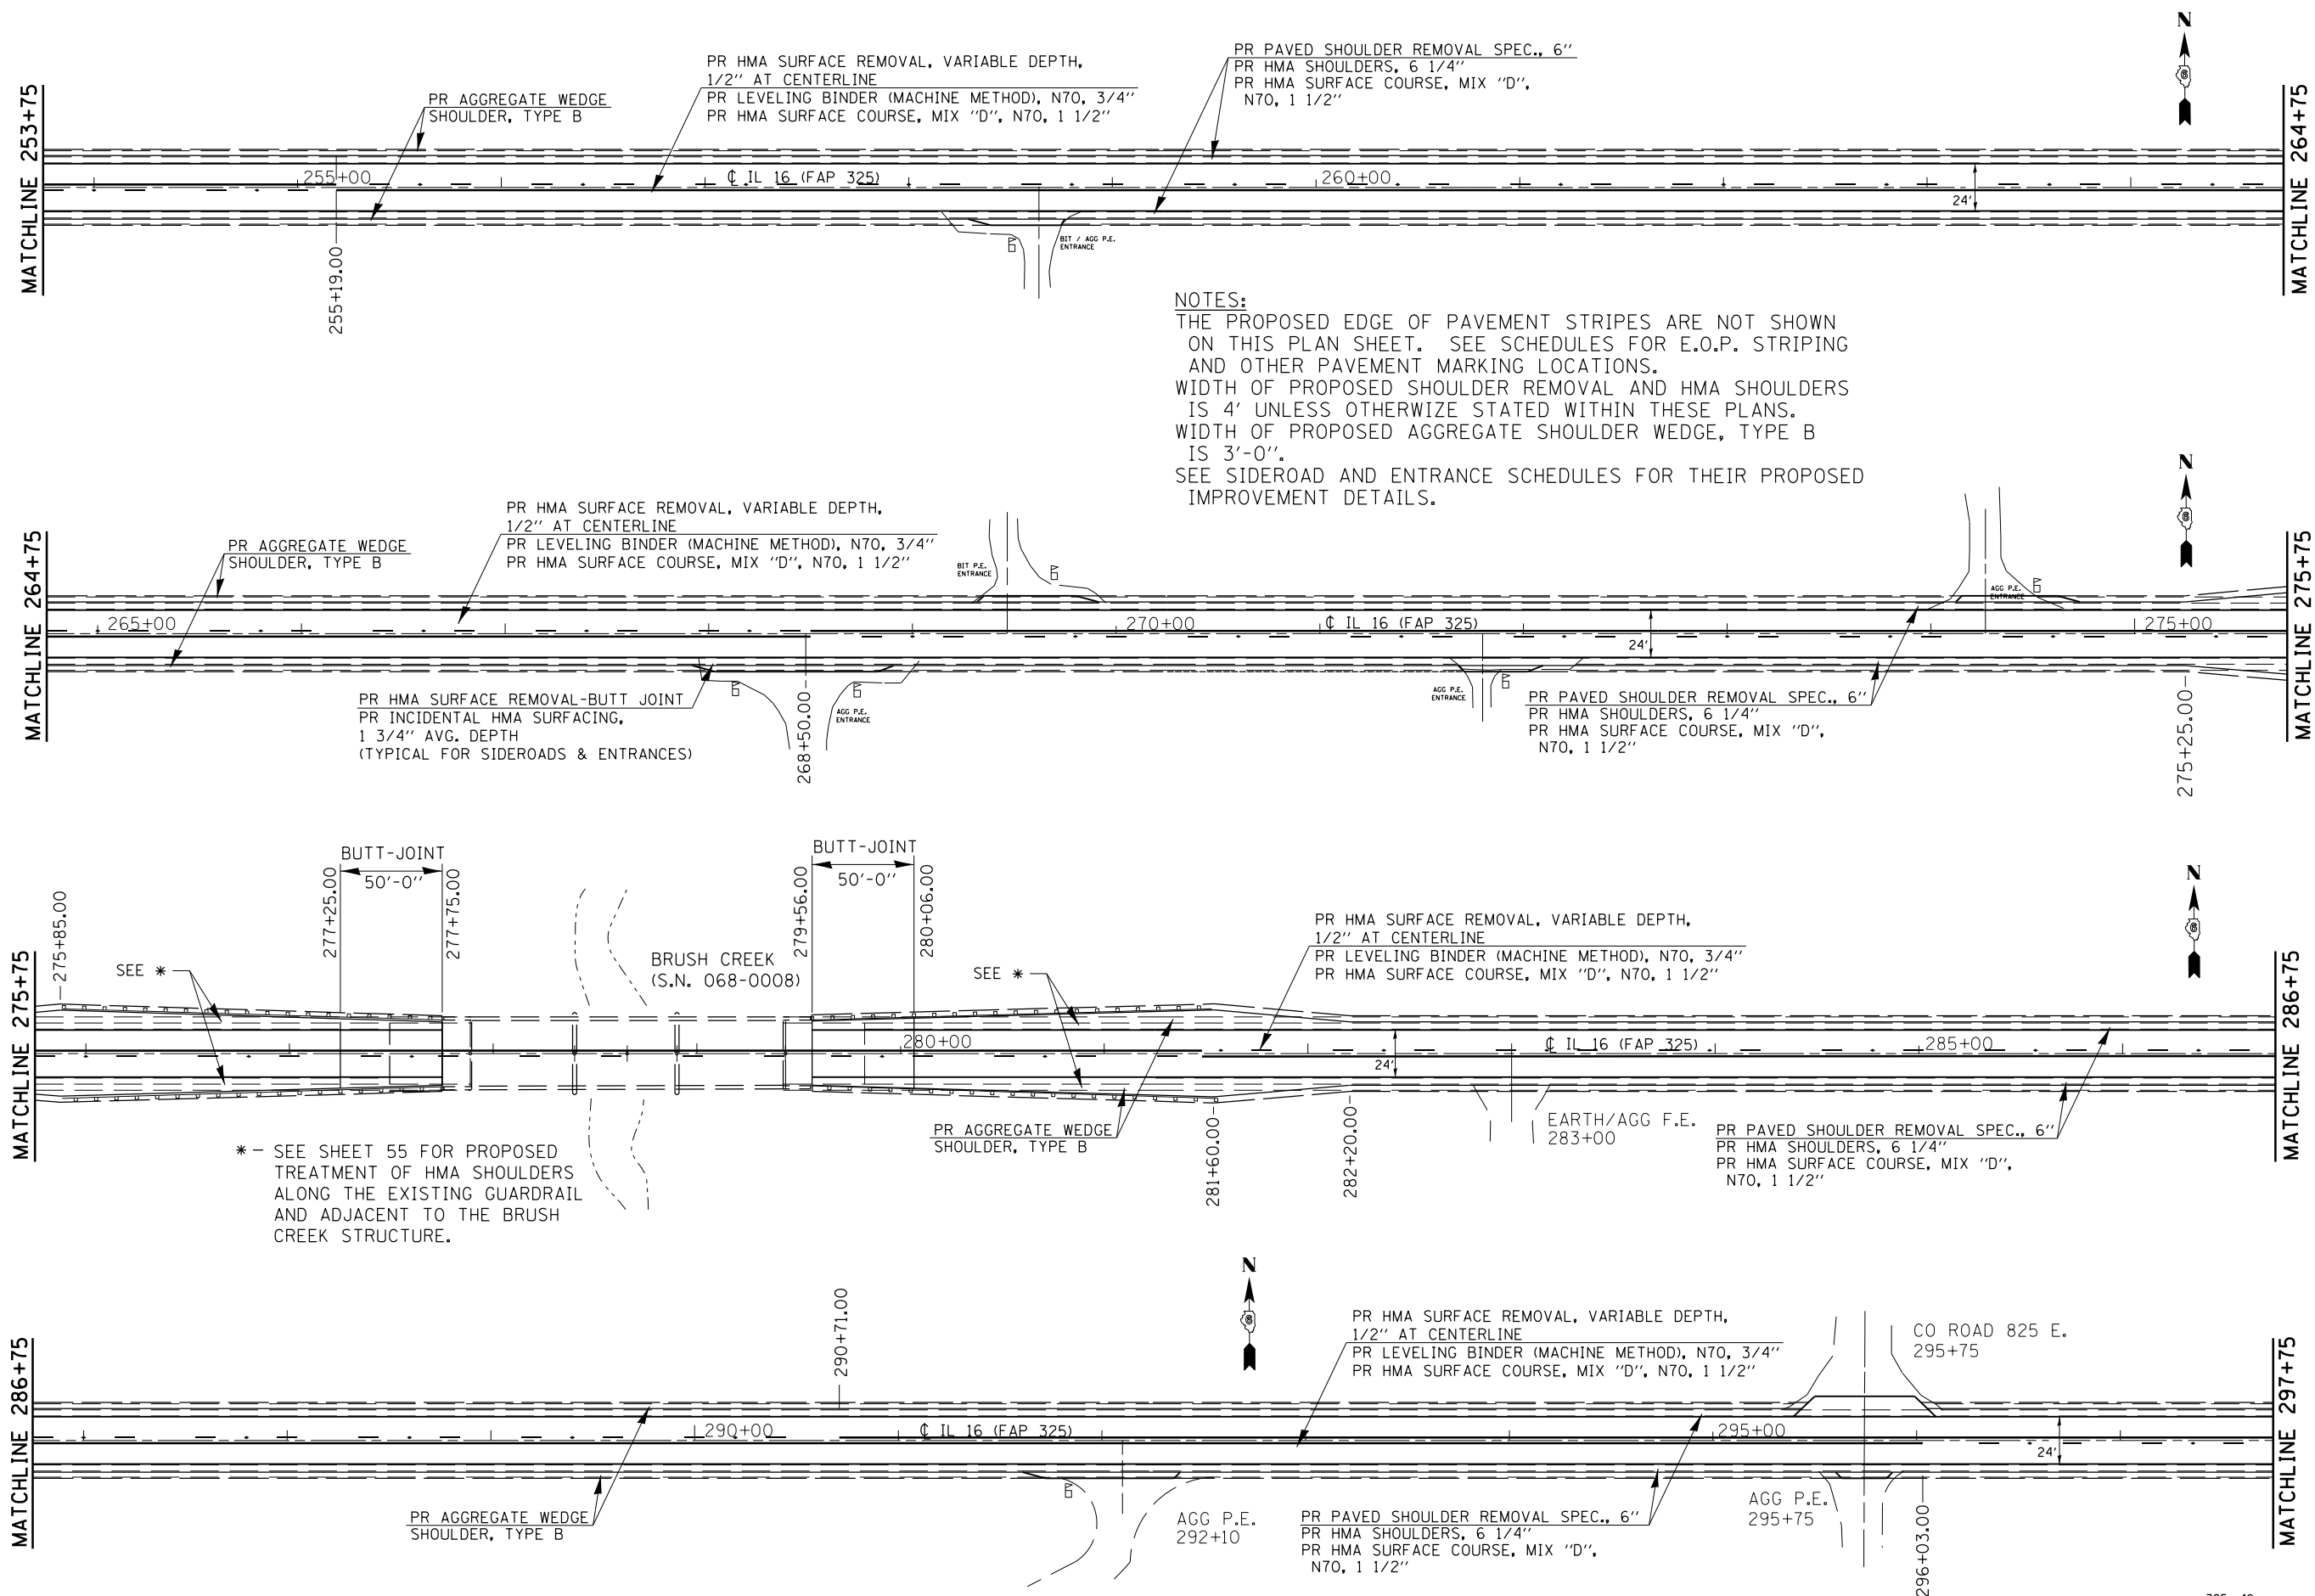 N
PR HMA SURFACE REMOVAL, VARIABLE DEPTH,
1/2" AT CENTERLINE
PR LEVELING BINDER (MACHINE METHOD), N70, 3/4"
PR HMA SURFACE COURSE, MIX "D", N70, 1 1/2"
PR PAVED SHOULDER REMOVAL SPEC., 6"
PR HMA SHOULDERS, 6 1/4"
PR HMA SURFACE COURSE, MIX "D",
N70, 1 1/2"
PR AGGREGATE WEDGE
SHOULDER, TYPE B
MATCHLINE 253+75
MATCHLINE 264+75
255+00
℄ IL 16 (FAP 325)
260+00
24'
255+19.00
BIT / AGG P.E.
ENTRANCE
NOTES:
THE PROPOSED EDGE OF PAVEMENT STRIPES ARE NOT SHOWN
ON THIS PLAN SHEET. SEE SCHEDULES FOR E.O.P. STRIPING
AND OTHER PAVEMENT MARKING LOCATIONS.
WIDTH OF PROPOSED SHOULDER REMOVAL AND HMA SHOULDERS
IS 4' UNLESS OTHERWIZE STATED WITHIN THESE PLANS.
WIDTH OF PROPOSED AGGREGATE SHOULDER WEDGE, TYPE B
IS 3'-0".
SEE SIDEROAD AND ENTRANCE SCHEDULES FOR THEIR PROPOSED
IMPROVEMENT DETAILS.
N
PR HMA SURFACE REMOVAL, VARIABLE DEPTH,
1/2" AT CENTERLINE
PR LEVELING BINDER (MACHINE METHOD), N70, 3/4"
PR HMA SURFACE COURSE, MIX "D", N70, 1 1/2"
PR AGGREGATE WEDGE
SHOULDER, TYPE B
BIT P.E.
ENTRANCE
AGG P.E.
ENTRANCE
MATCHLINE 264+75
MATCHLINE 275+75
265+00
270+00
℄ IL 16 (FAP 325)
275+00
24'
PR HMA SURFACE REMOVAL-BUTT JOINT
PR INCIDENTAL HMA SURFACING,
1 3/4" AVG. DEPTH
(TYPICAL FOR SIDEROADS & ENTRANCES)
268+50.00
AGG P.E.
ENTRANCE
AGG P.E.
ENTRANCE
PR PAVED SHOULDER REMOVAL SPEC., 6"
PR HMA SHOULDERS, 6 1/4"
PR HMA SURFACE COURSE, MIX "D",
N70, 1 1/2"
275+25.00
BUTT-JOINT
50'-0"
BUTT-JOINT
50'-0"
275+85.00
277+25.00
277+75.00
279+56.00
280+06.00
N
BRUSH CREEK
(S.N. 068-0008)
SEE *
SEE *
PR HMA SURFACE REMOVAL, VARIABLE DEPTH,
1/2" AT CENTERLINE
PR LEVELING BINDER (MACHINE METHOD), N70, 3/4"
PR HMA SURFACE COURSE, MIX "D", N70, 1 1/2"
MATCHLINE 275+75
MATCHLINE 286+75
280+00
℄ IL 16 (FAP 325)
285+00
24'
* - SEE SHEET 55 FOR PROPOSED
TREATMENT OF HMA SHOULDERS
ALONG THE EXISTING GUARDRAIL
AND ADJACENT TO THE BRUSH
CREEK STRUCTURE.
PR AGGREGATE WEDGE
SHOULDER, TYPE B
281+60.00
282+20.00
EARTH/AGG F.E.
283+00
PR PAVED SHOULDER REMOVAL SPEC., 6"
PR HMA SHOULDERS, 6 1/4"
PR HMA SURFACE COURSE, MIX "D",
N70, 1 1/2"
N
290+71.00
PR HMA SURFACE REMOVAL, VARIABLE DEPTH,
1/2" AT CENTERLINE
PR LEVELING BINDER (MACHINE METHOD), N70, 3/4"
PR HMA SURFACE COURSE, MIX "D", N70, 1 1/2"
CO ROAD 825 E.
295+75
MATCHLINE 286+75
MATCHLINE 297+75
290+00
℄ IL 16 (FAP 325)
295+00
24'
PR AGGREGATE WEDGE
SHOULDER, TYPE B
AGG P.E.
292+10
PR PAVED SHOULDER REMOVAL SPEC., 6"
PR HMA SHOULDERS, 6 1/4"
PR HMA SURFACE COURSE, MIX "D",
N70, 1 1/2"
AGG P.E.
295+75
296+03.00